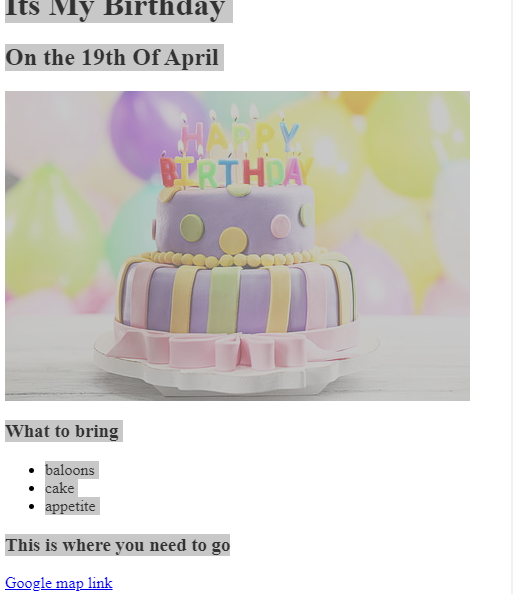 Its My Birthday
On the 19th Of April
HAPPY
BIRTHDAY
What to bring
baloons
cake
appetite
This is where you need to go
Google map link